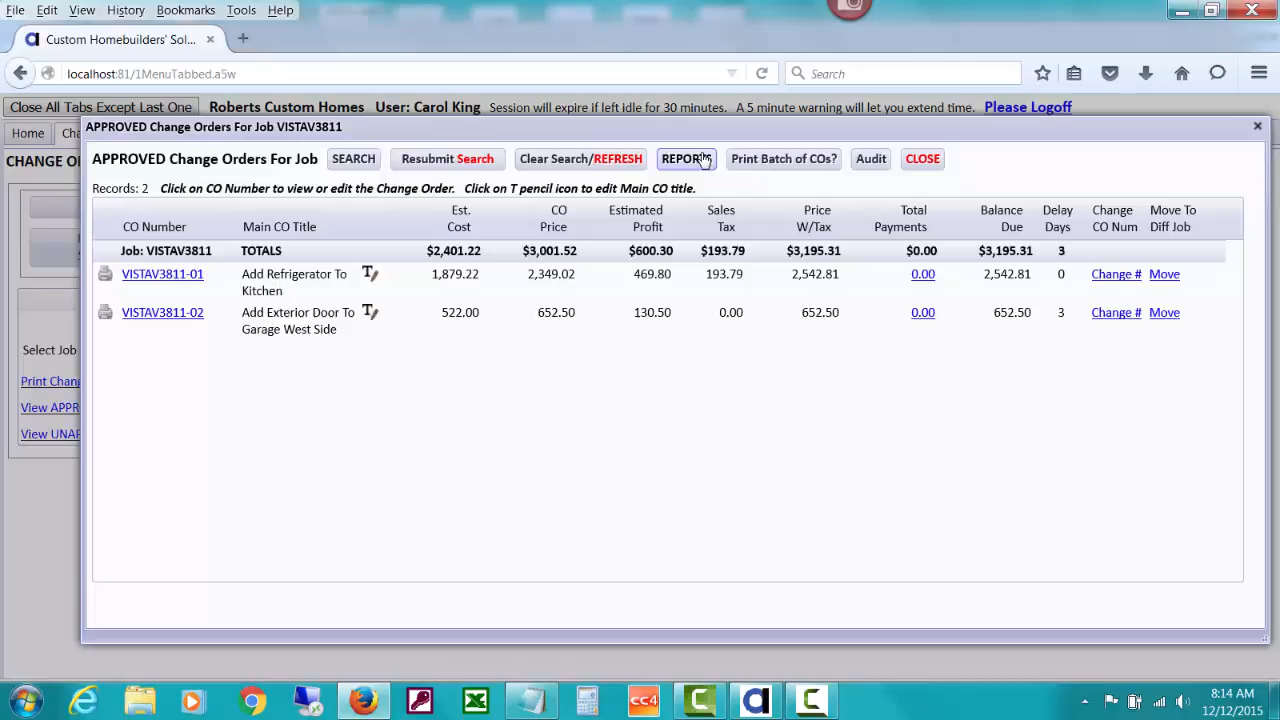 File Edit View History Bookmarks Tools Help
Custom Homebuilders' Sol...
localhost:81/1MenuTabbed.a5w
Search
Close All Tabs Except Last One Roberts Custom Homes User: Carol King Session will expire if left idle for 30 minutes. A 5 minute warning will let you extend time. Please Logoff
Home Cha
APPROVED Change Orders For Job VISTAV3811
CHANGE O
APPROVED Change Orders For Job SEARCH Resubmit Search Clear Search/REFRESH Print Batch of COs? Audit CLOSE
Records: 2 Click on CO Number to view or edit the Change Order. Click on T pencil icon to edit Main CO title.
CO Number Main CO Title Est. Cost CO Price Estimated Profit Sales Tax Price W/Tax Total Payments Balance Due Delay Days Change CO Num Move To Diff Job
Job: VISTAV3811 TOTALS $2,401.22 $3,001.52 $600.30 $193.79 $3,195.31 $0.00 $3,195.31 3
VISTAV3811-01 Add Refrigerator To Kitchen 1,879.22 2,349.02 469.80 193.79 2,542.81 0.00 2,542.81 0 Change # Move
VISTAV3811-02 Add Exterior Door To Garage West Side 522.00 652.50 130.50 0.00 652.50 0.00 652.50 3 Change # Move
Select Job
Print Chan
View APPR
View UNAP
CC4
8:14 AM
12/12/2015